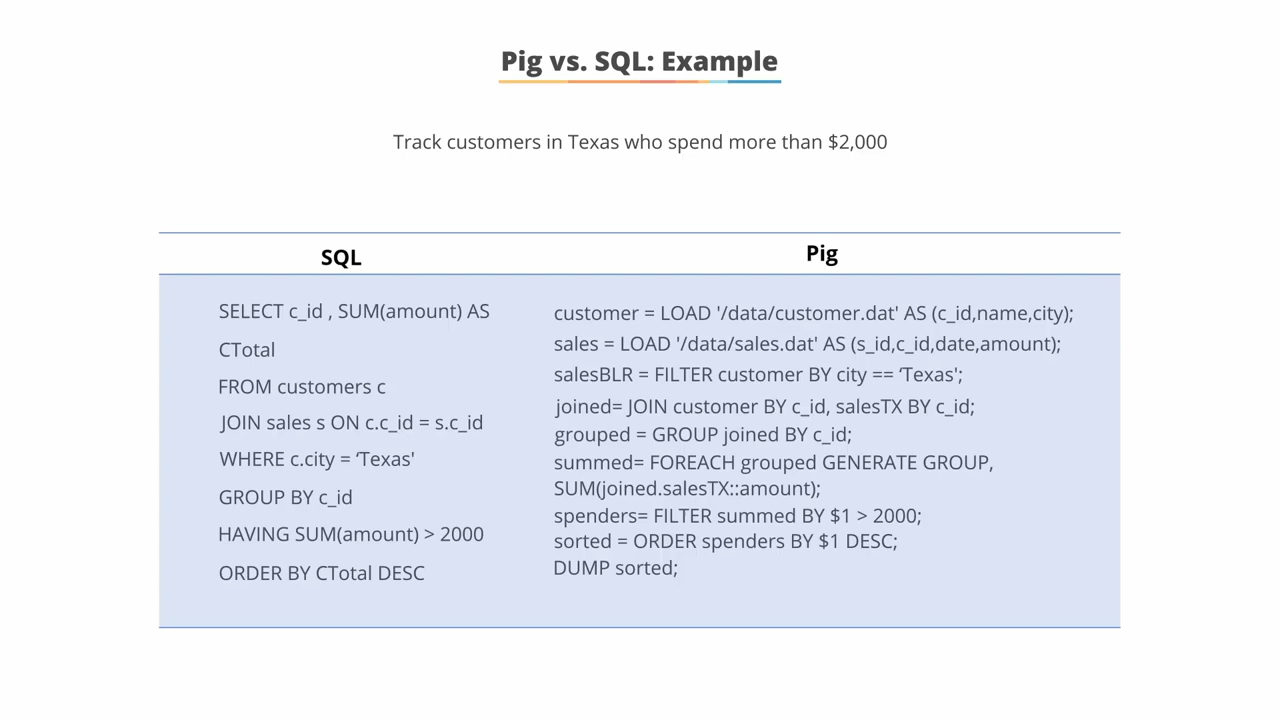 Pig vs. SQL: Example
Track customers in Texas who spend more than $2,000
SQL
SELECT c_id , SUM(amount) AS
CTotal
FROM customers c
JOIN sales s ON c.c_id = s.c_id
WHERE c.city = ‘Texas'
GROUP BY c_id
HAVING SUM(amount) > 2000
ORDER BY CTotal DESC
Pig
customer = LOAD '/data/customer.dat' AS (c_id,name,city);
sales = LOAD '/data/sales.dat' AS (s_id,c_id,date,amount);
salesBLR = FILTER customer BY city == ‘Texas';
joined= JOIN customer BY c_id, salesTX BY c_id;
grouped = GROUP joined BY c_id;
summed= FOREACH grouped GENERATE GROUP,
SUM(joined.salesTX::amount);
spenders= FILTER summed BY $1 > 2000;
sorted = ORDER spenders BY $1 DESC;
DUMP sorted;